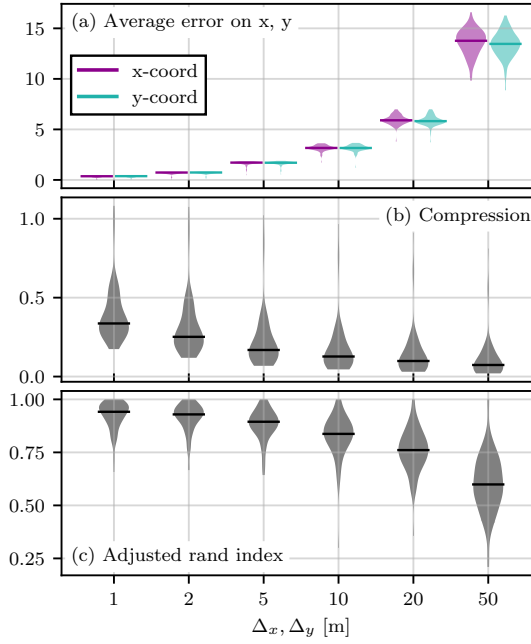 (a) Average error on x, y
15
10
5
0
x-coord
y-coord
(b) Compression
1.0
0.5
0.0
1.00
0.75
0.50
0.25
(c) Adjusted rand index
1 2 5 10 20 50
Δx, Δy [m]